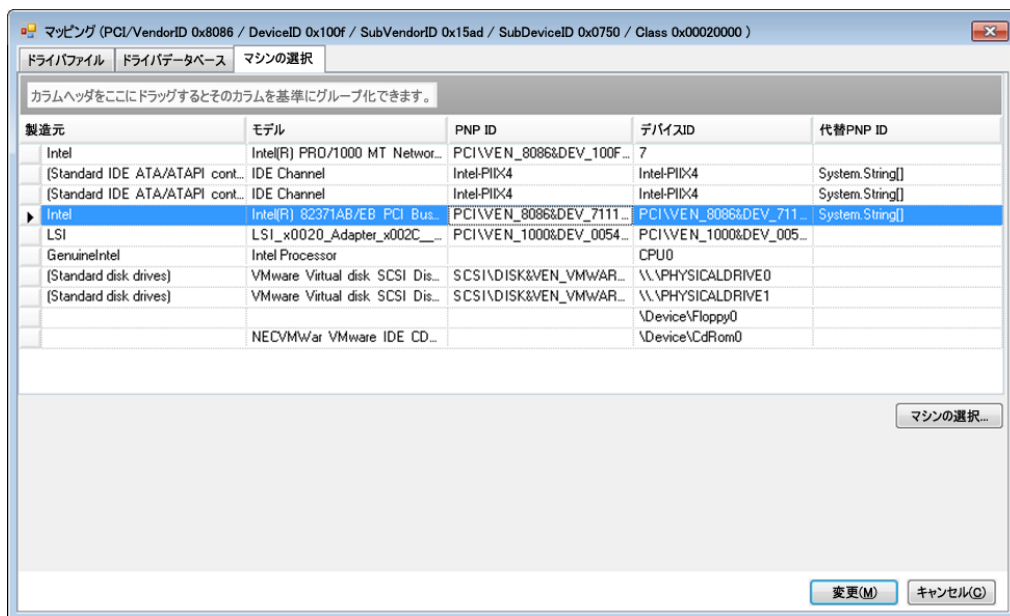 マッピング (PCI/VendorID 0x8086 / DeviceID 0x100f / SubVendorID 0x15ad / SubDeviceID 0x0750 / Class 0x00020000 )
ドライバファイル ドライバデータベース マシンの選択
カラムヘッダをここにドラッグするとそのカラムを基準にグループ化できます。
製造元 モデル PNP ID デバイスID 代替PNP ID
Intel Intel(R) PRO/1000 MT Networ... PCI\VEN_8086&DEV_100F... 7
(Standard IDE ATA/ATAPI cont... IDE Channel Intel-PIIX4 Intel-PIIX4 System.String[]
(Standard IDE ATA/ATAPI cont... IDE Channel Intel-PIIX4 Intel-PIIX4 System.String[]
Intel Intel(R) 82371AB/EB PCI Bus... PCI\VEN_8086&DEV_7111... PCI\VEN_8086&DEV_711... System.String[]
LSI LSI_x0020_Adapter_x002C__... PCI\VEN_1000&DEV_0054... PCI\VEN_1000&DEV_005...
GenuineIntel Intel Processor CPU0
(Standard disk drives) VMware Virtual disk SCSI Dis... SCSI\DISK&VEN_VMWAR... \\.\PHYSICALDRIVE0
(Standard disk drives) VMware Virtual disk SCSI Dis... SCSI\DISK&VEN_VMWAR... \\.\PHYSICALDRIVE1
\Device\Floppy0
NECVMWar VMware IDE CD... \Device\CdRom0
マシンの選択...
変更(M) キャンセル(C)